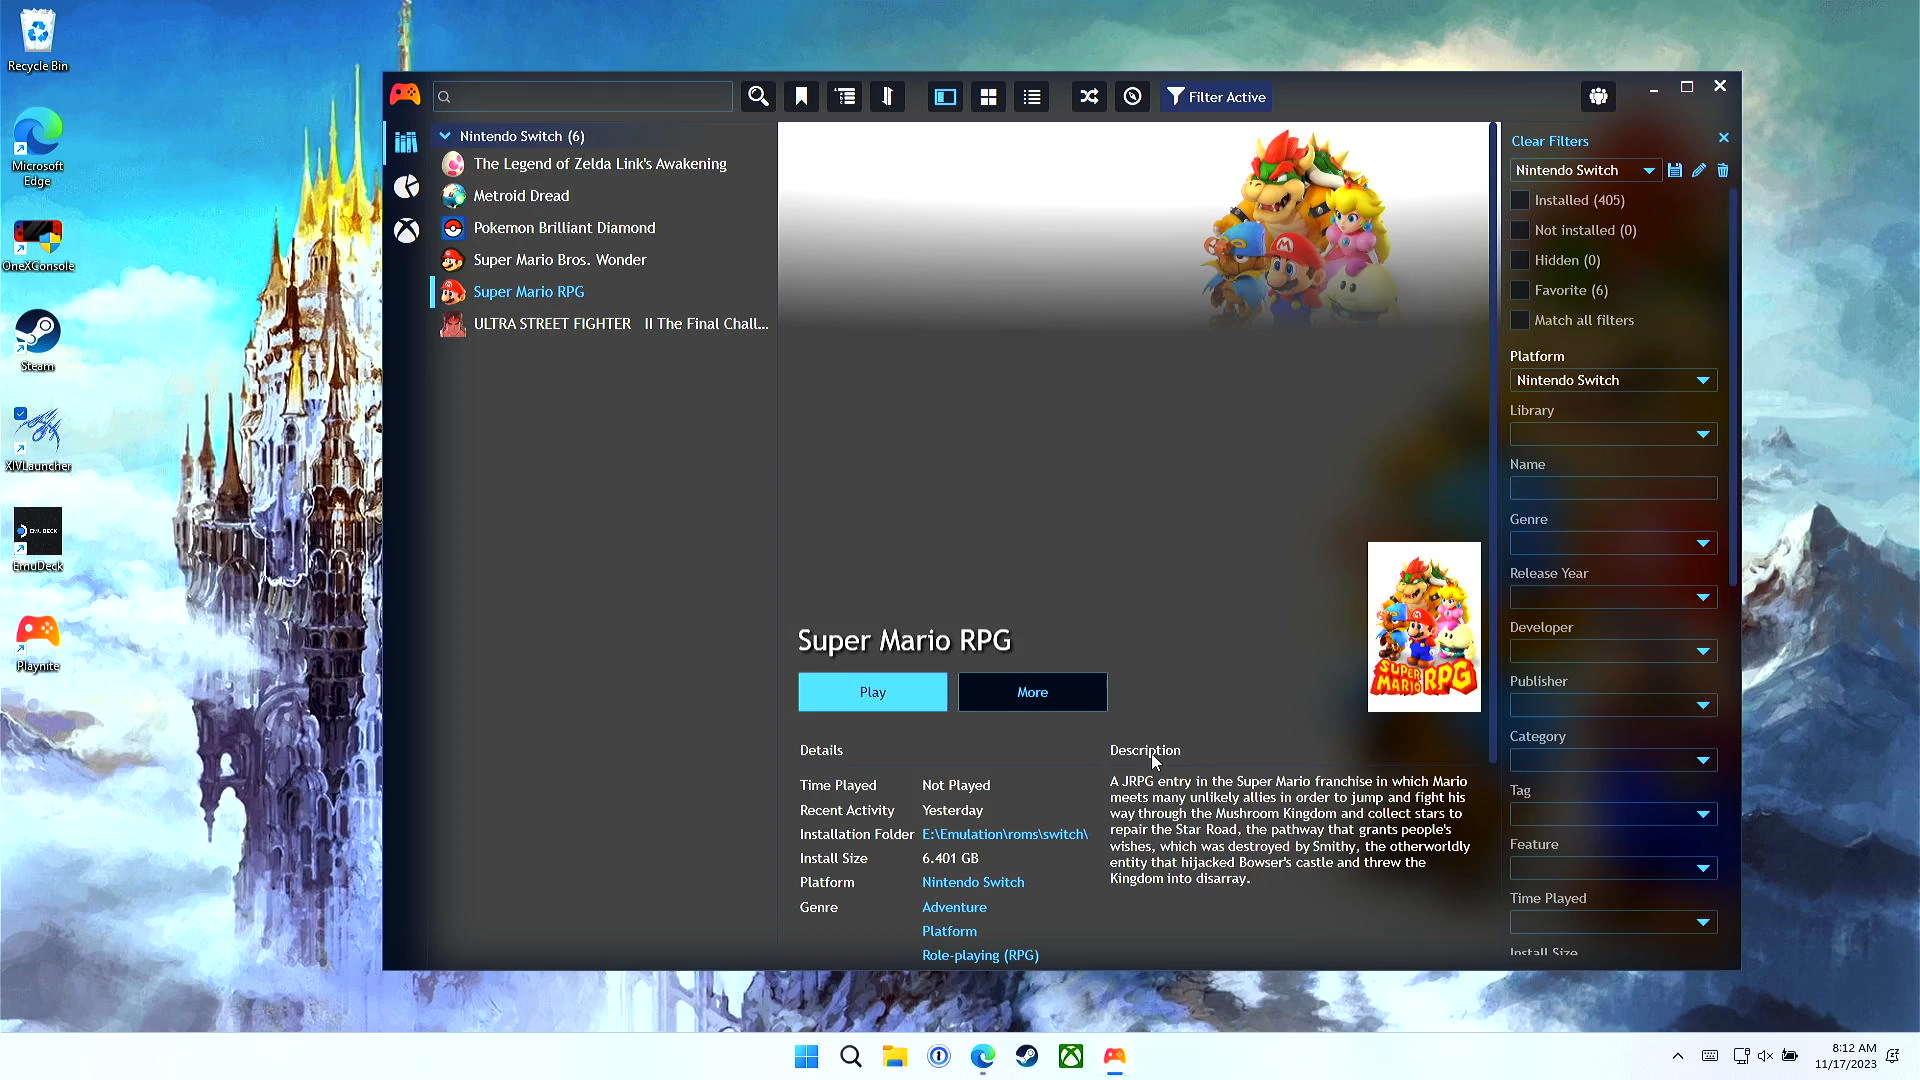 Recycle Bin
Microsoft
Edge
OneXConsole
Steam
XIVLauncher
EMUDECK
EmuDeck
Playnite
Filter Active
Nintendo Switch (6)
The Legend of Zelda Link's Awakening
Metroid Dread
Pokemon Brilliant Diamond
Super Mario Bros. Wonder
Super Mario RPG
ULTRA STREET FIGHTER II The Final Chall...
Super Mario RPG
Play
More
SUPER
MARIO RPG
Details
Time Played Not Played
Recent Activity Yesterday
Installation Folder E:\Emulation\roms\switch\
Install Size 6.401 GB
Platform Nintendo Switch
Genre Adventure
Platform
Role-playing (RPG)
Description
A JRPG entry in the Super Mario franchise in which Mario
meets many unlikely allies in order to jump and fight his
way through the Mushroom Kingdom and collect stars to
repair the Star Road, the pathway that grants people's
wishes, which was destroyed by Smithy, the otherworldly
entity that hijacked Bowser's castle and threw the
Kingdom into disarray.
Clear Filters
Nintendo Switch
Installed (405)
Not installed (0)
Hidden (0)
Favorite (6)
Match all filters
Platform
Nintendo Switch
Library
Name
Genre
Release Year
Developer
Publisher
Category
Tag
Feature
Time Played
Install Size
8:12 AM
11/17/2023